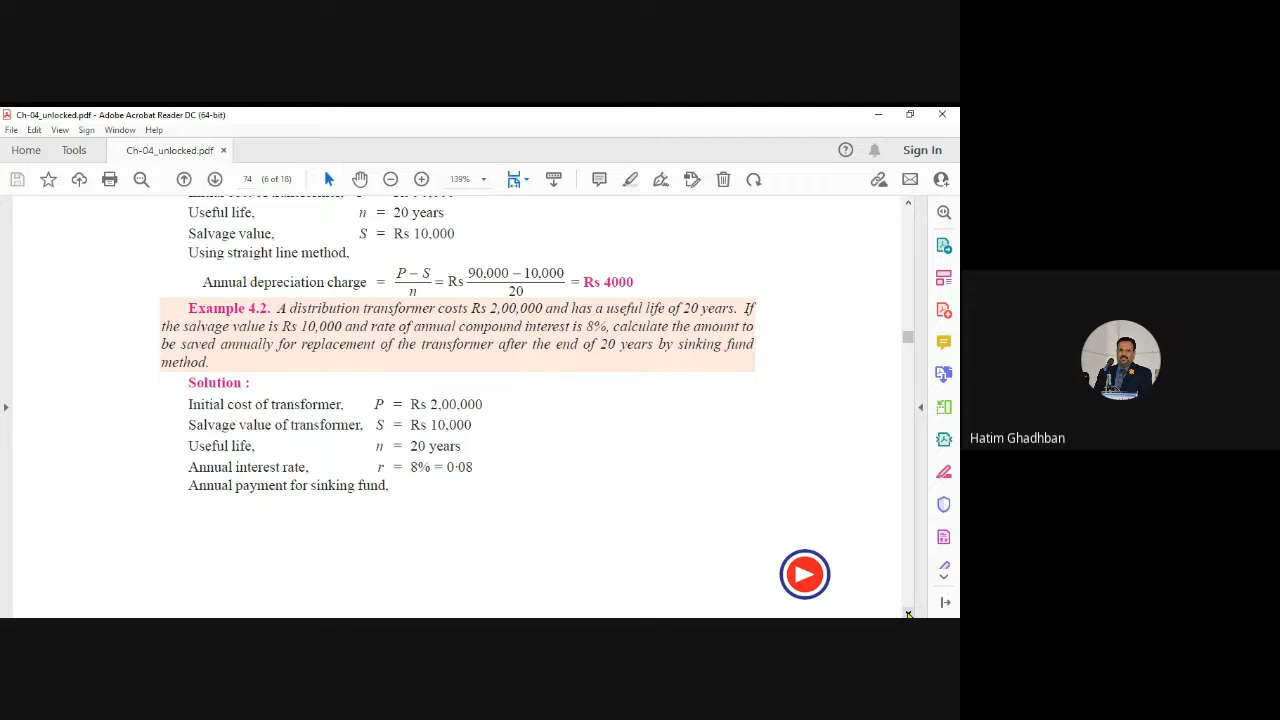 Ch-04_unlocked.pdf - Adobe Acrobat Reader DC (64-bit)
File Edit View Sign Window Help
Home Tools Ch-04_unlocked.pdf × Sign In
74 (6 of 18) 139%
Useful life, n = 20 years
Salvage value, S = Rs 10,000
Using straight line method,
Annual depreciation charge = P − S / n = Rs 90,000 − 10,000 / 20 = Rs 4000
Example 4.2. A distribution transformer costs Rs 2,00,000 and has a useful life of 20 years. If
the salvage value is Rs 10,000 and rate of annual compound interest is 8%, calculate the amount to
be saved annually for replacement of the transformer after the end of 20 years by sinking fund
method.
Solution :
Initial cost of transformer, P = Rs 2,00,000
Salvage value of transformer, S = Rs 10,000
Useful life, n = 20 years
Annual interest rate, r = 8% = 0·08
Annual payment for sinking fund,
Hatim Ghadhban